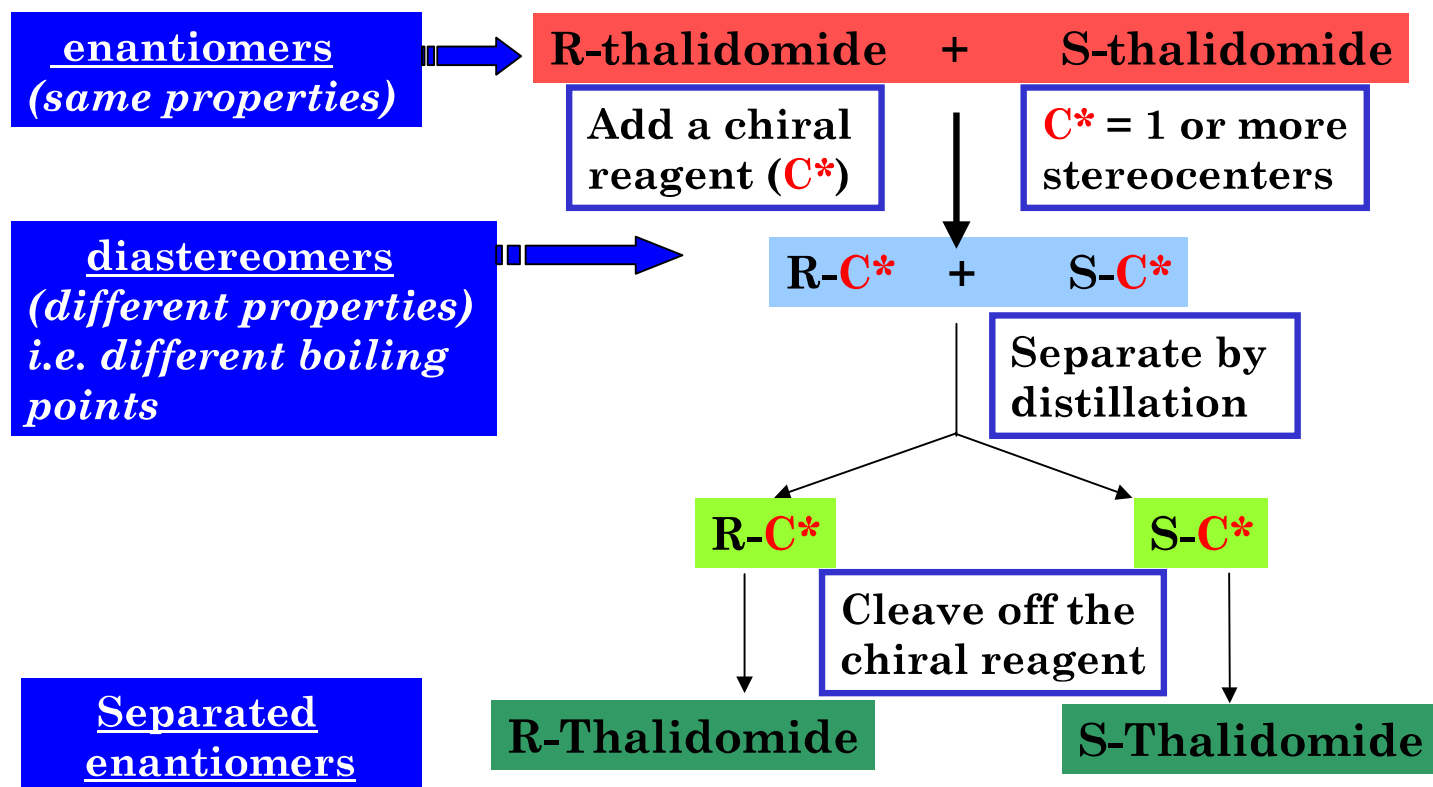 enantiomers
(same properties)
R-thalidomide + S-thalidomide
Add a chiral
reagent (C*)
C* = 1 or more
stereocenters
diastereomers
(different properties)
i.e. different boiling
points
R-C* + S-C*
Separate by
distillation
R-C*
S-C*
Cleave off the
chiral reagent
Separated
enantiomers
R-Thalidomide
S-Thalidomide